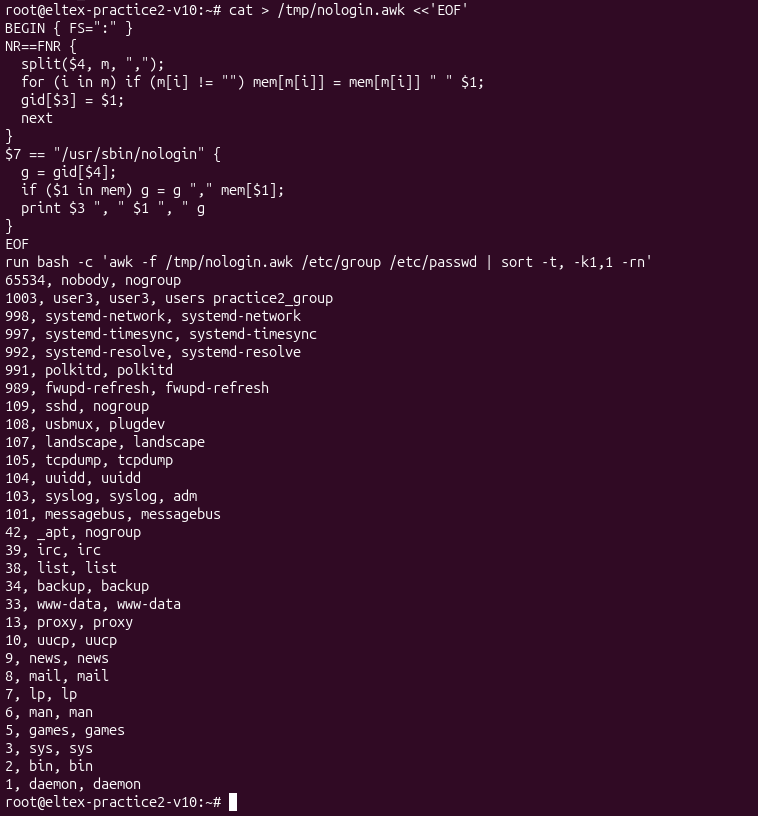 root@eltex-practice2-v10:~# cat > /tmp/nologin.awk <<'EOF'
BEGIN { FS=":" }
NR==FNR {
  split($4, m, ",");
  for (i in m) if (m[i] != "") mem[m[i]] = mem[m[i]] " " $1;
  gid[$3] = $1;
  next
}
$7 == "/usr/sbin/nologin" {
  g = gid[$4];
  if ($1 in mem) g = g "," mem[$1];
  print $3 ", " $1 ", " g
}
EOF
run bash -c 'awk -f /tmp/nologin.awk /etc/group /etc/passwd | sort -t, -k1,1 -rn'
65534, nobody, nogroup
1003, user3, user3, users practice2_group
998, systemd-network, systemd-network
997, systemd-timesync, systemd-timesync
992, systemd-resolve, systemd-resolve
991, polkitd, polkitd
989, fwupd-refresh, fwupd-refresh
109, sshd, nogroup
108, usbmux, plugdev
107, landscape, landscape
105, tcpdump, tcpdump
104, uuidd, uuidd
103, syslog, syslog, adm
101, messagebus, messagebus
42, _apt, nogroup
39, irc, irc
38, list, list
34, backup, backup
33, www-data, www-data
13, proxy, proxy
10, uucp, uucp
9, news, news
8, mail, mail
7, lp, lp
6, man, man
5, games, games
3, sys, sys
2, bin, bin
1, daemon, daemon
root@eltex-practice2-v10:~#